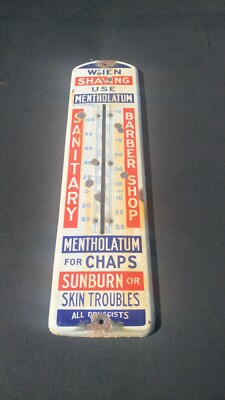 WHEN
SHAVING
USE
MENTHOLATUM
SANITARY
BARBER SHOP
MENTHOLATUM
FOR CHAPS
SUNBURN OR
SKIN TROUBLES
ALL DRUGGISTS